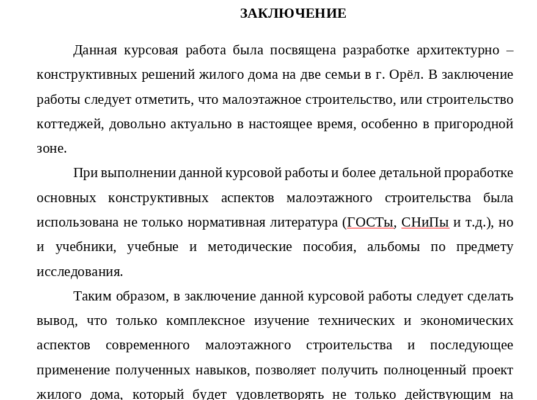 ЗАКЛЮЧЕНИЕ
Данная курсовая работа была посвящена разработке архитектурно –
конструктивных решений жилого дома на две семьи в г. Орёл. В заключение
работы следует отметить, что малоэтажное строительство, или строительство
коттеджей, довольно актуально в настоящее время, особенно в пригородной
зоне.
При выполнении данной курсовой работы и более детальной проработке
основных конструктивных аспектов малоэтажного строительства была
использована не только нормативная литература (ГОСТы, СНиПы и т.д.), но
и учебники, учебные и методические пособия, альбомы по предмету
исследования.
Таким образом, в заключение данной курсовой работы следует сделать
вывод, что только комплексное изучение технических и экономических
аспектов современного малоэтажного строительства и последующее
применение полученных навыков, позволяет получить полноценный проект
жилого дома, который будет удовлетворять не только действующим на